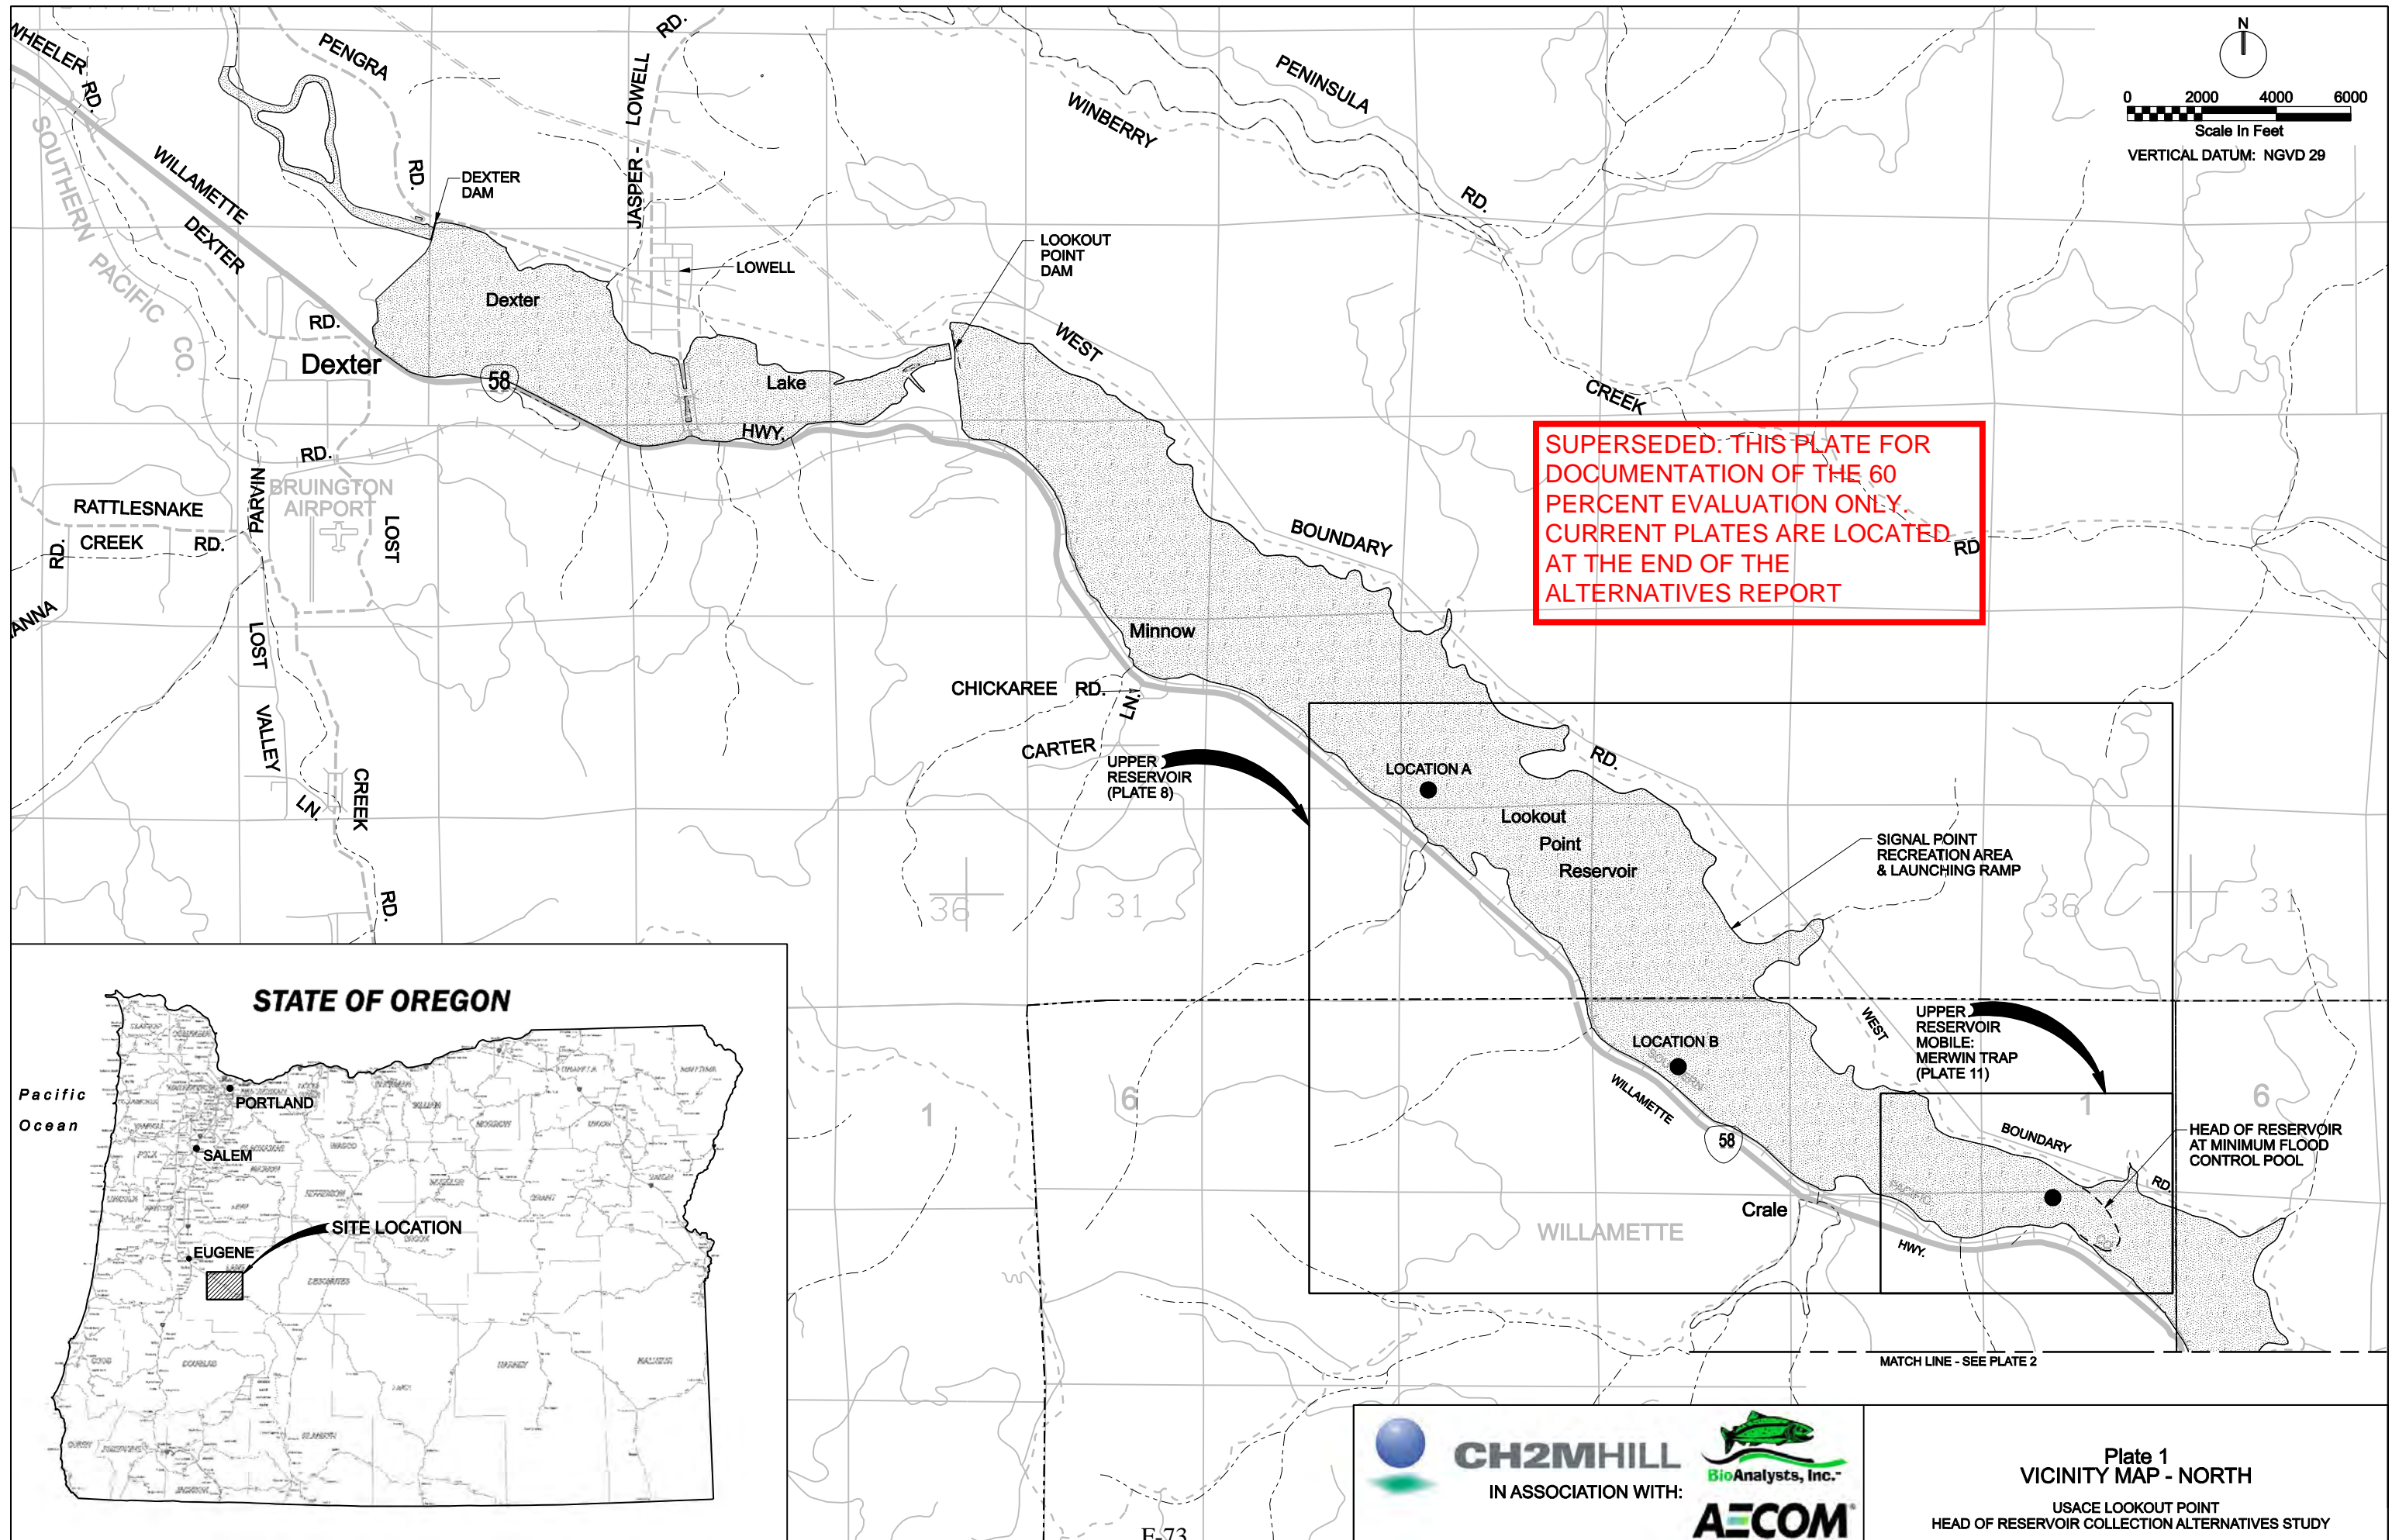 WHEELER RD.
PENGRA
RD.
JASPER - LOWELL
RD.
PENINSULA
WINBERRY
RD.
CREEK
RD
N
0 2000 4000 6000
Scale In Feet
VERTICAL DATUM: NGVD 29
SOUTHERN PACIFIC CO.
WILLAMETTE
DEXTER
RD.
DEXTER
DAM
LOWELL
LOOKOUT
POINT
DAM
Dexter
Lake
Dexter
58
HWY.
WEST
BOUNDARY
RD.
RD.
BRUINGTON
AIRPORT
RATTLESNAKE
CREEK RD.
RD.
PARVIN
LOST
ANNA
LOST
VALLEY
LN.
CREEK
RD.
SUPERSEDED. THIS PLATE FOR
DOCUMENTATION OF THE 60
PERCENT EVALUATION ONLY.
CURRENT PLATES ARE LOCATED
AT THE END OF THE
ALTERNATIVES REPORT
Minnow
CHICKAREE RD.
LN.
CARTER
UPPER
RESERVOIR
(PLATE 8)
LOCATION A
Lookout
Point
Reservoir
SIGNAL POINT
RECREATION AREA
& LAUNCHING RAMP
36
31
36
31
LOCATION B
SOUTHERN
WILLAMETTE
58
WEST
UPPER
RESERVOIR
MOBILE:
MERWIN TRAP
(PLATE 11)
1
6
1
6
BOUNDARY
RD.
HEAD OF RESERVOIR
AT MINIMUM FLOOD
CONTROL POOL
PACIFIC
CO.
Crale
HWY.
WILLAMETTE
MATCH LINE - SEE PLATE 2
STATE OF OREGON
Pacific
Ocean
PORTLAND
SALEM
SITE LOCATION
EUGENE
CH2MHILL
IN ASSOCIATION WITH:
BioAnalysts, Inc.
AECOM
Plate 1
VICINITY MAP - NORTH
USACE LOOKOUT POINT
HEAD OF RESERVOIR COLLECTION ALTERNATIVES STUDY
E-73